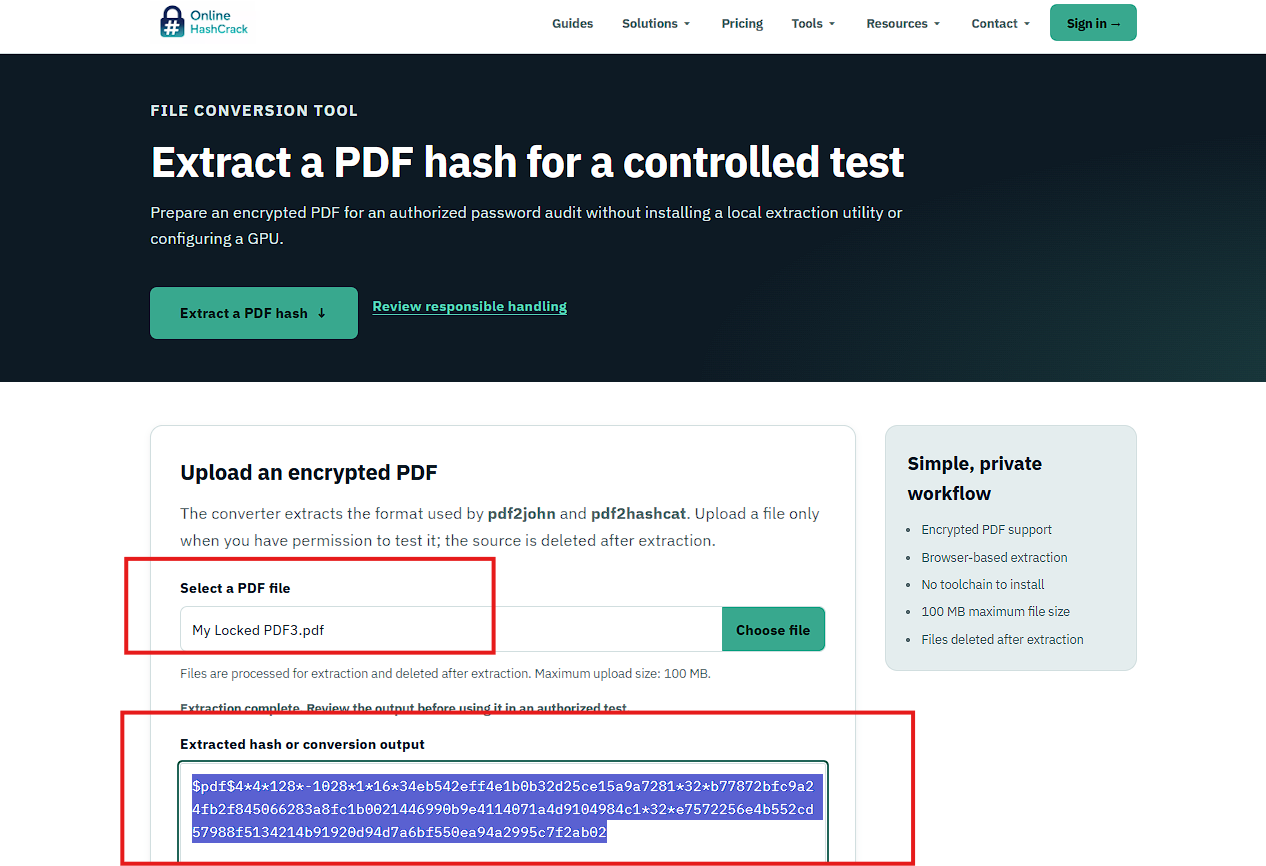 Online
HashCrack
Guides Solutions Pricing Tools Resources Contact Sign in →
FILE CONVERSION TOOL
Extract a PDF hash for a controlled test
Prepare an encrypted PDF for an authorized password audit without installing a local extraction utility or
configuring a GPU.
Extract a PDF hash ↓ Review responsible handling
Upload an encrypted PDF
The converter extracts the format used by pdf2john and pdf2hashcat. Upload a file only
when you have permission to test it; the source is deleted after extraction.
Select a PDF file
My Locked PDF3.pdf Choose file
Files are processed for extraction and deleted after extraction. Maximum upload size: 100 MB.
Extraction complete. Review the output before using it in an authorized test.
Extracted hash or conversion output
$pdf$4*4*128*-1028*1*16*34eb542eff4e1b0b32d25ce15a9a7281*32*b77872bfc9a2
4fb2f845066283a8fc1b0021446990b9e4114071a4d9104984c1*32*e7572256e4b552cd
57988f5134214b91920d94d7a6bf550ea94a2995c7f2ab02
Simple, private
workflow
Encrypted PDF support
Browser-based extraction
No toolchain to install
100 MB maximum file size
Files deleted after extraction